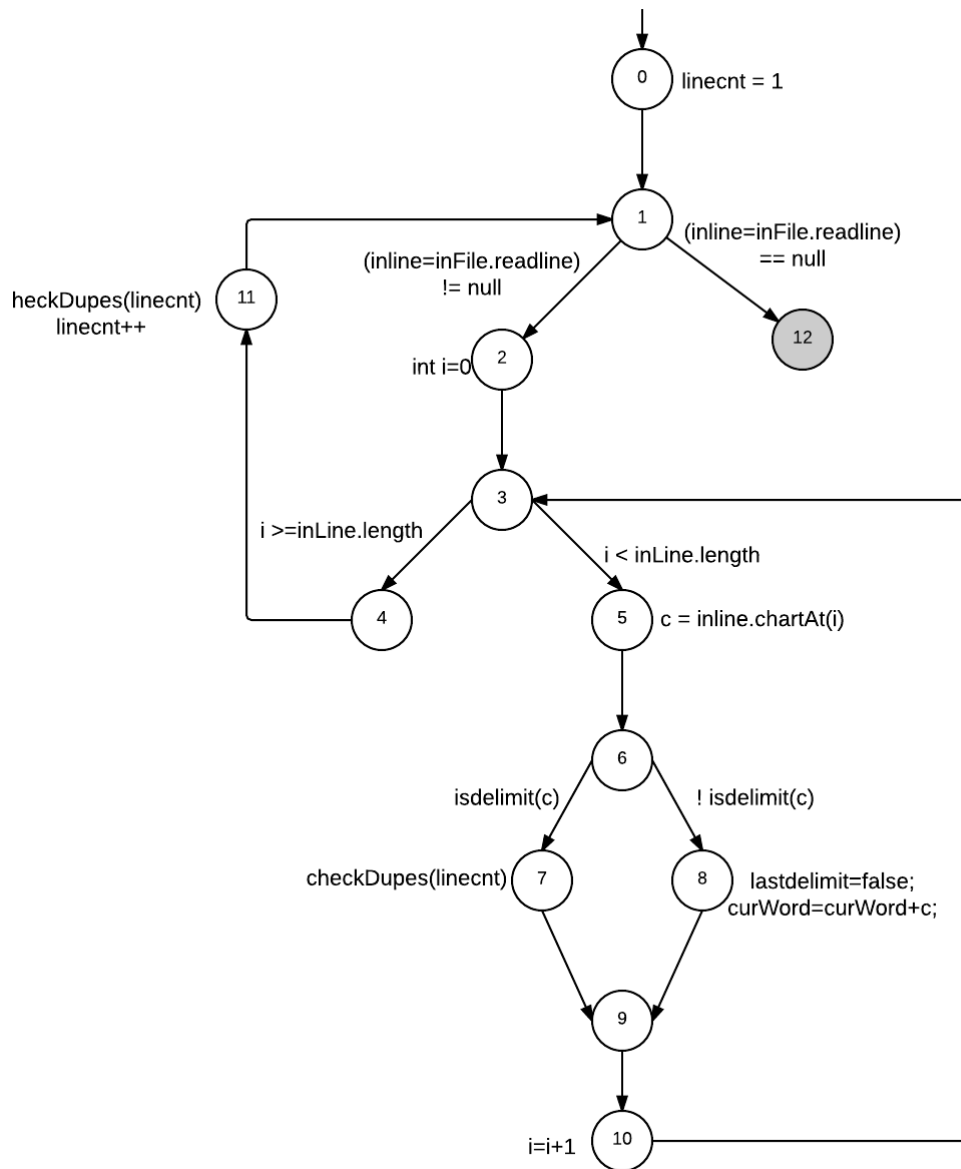 0
linecnt = 1
1
(inline=inFile.readline)
!= null
(inline=inFile.readline)
== null
11
heckDupes(linecnt)
linecnt++
12
2
int i=0
3
i >=inLine.length
i < inLine.length
4
5
c = inline.chartAt(i)
6
isdelimit(c)
! isdelimit(c)
checkDupes(linecnt)
7
8
lastdelimit=false;
curWord=curWord+c;
9
10
i=i+1